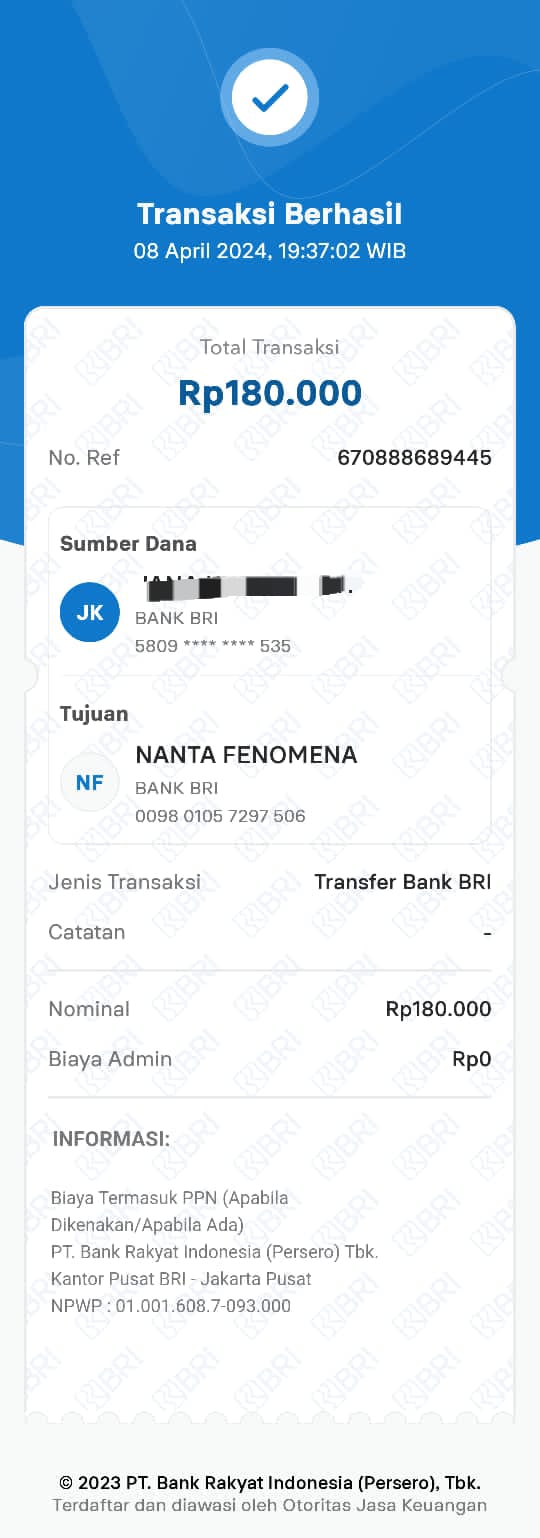 Transaksi Berhasil
08 April 2024, 19:37:02 WIB
Total Transaksi
Rp180.000
No. Ref 670888689445
Sumber Dana
JK
BANK BRI
5809 **** **** 535
Tujuan
NF
NANTA FENOMENA
BANK BRI
0098 0105 7297 506
Jenis Transaksi Transfer Bank BRI
Catatan -
Nominal Rp180.000
Biaya Admin Rp0
INFORMASI:
Biaya Termasuk PPN (Apabila
Dikenakan/Apabila Ada)
PT. Bank Rakyat Indonesia (Persero) Tbk.
Kantor Pusat BRI - Jakarta Pusat
NPWP : 01.001.608.7-093.000
© 2023 PT. Bank Rakyat Indonesia (Persero), Tbk.
Terdaftar dan diawasi oleh Otoritas Jasa Keuangan